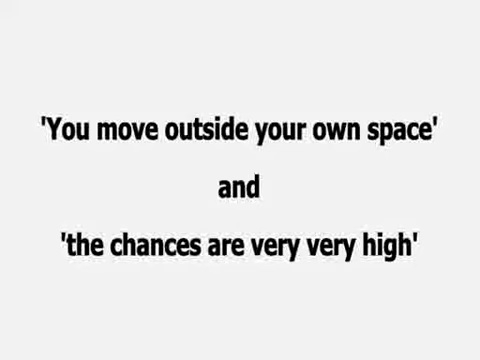 'You move outside your own space'
and
'the chances are very very high'